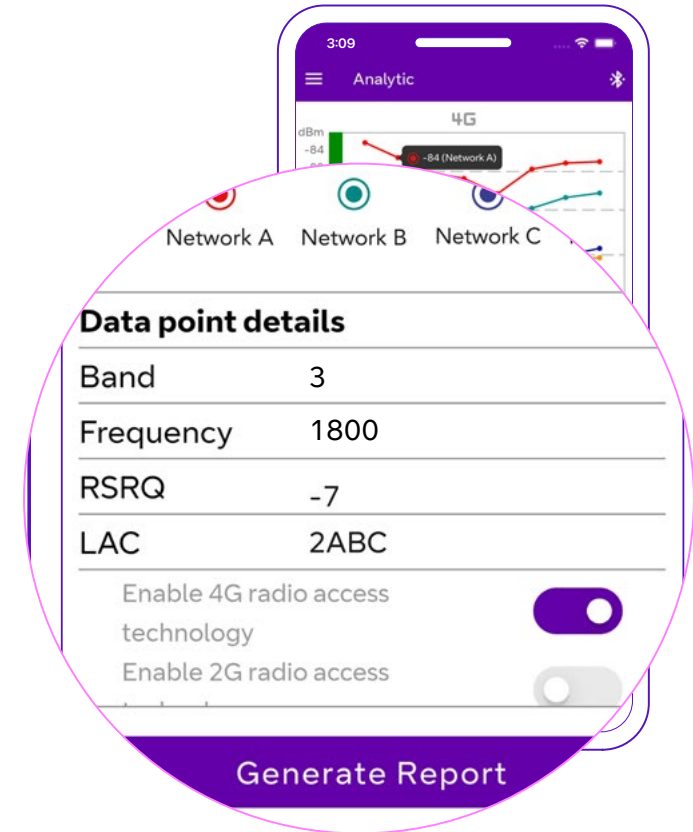 3:09
Analytic
4G
dBm
-84
-84 (Network A)
Network A Network B Network C
Data point details
Band 3
Frequency 1800
RSRQ -7
LAC 2ABC
Enable 4G radio access
technology
Enable 2G radio access
Generate Report